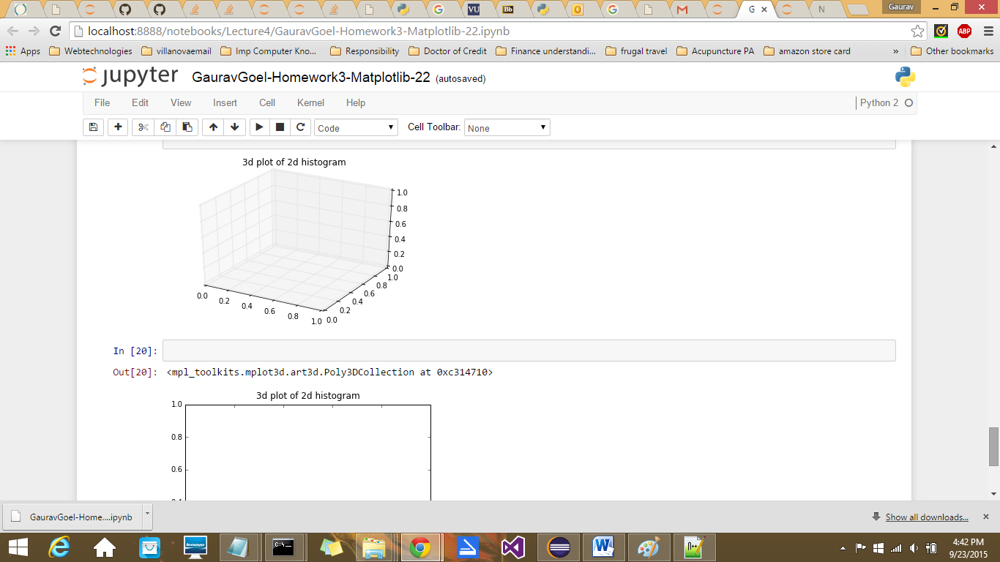 Gaurav
VU
Bb
G
N
localhost:8888/notebooks/Lecture4/GauravGoel-Homework3-Matplotlib-22.ipynb
ABP
Apps Webtechnologies villanovaemail Imp Computer Kno... Responsibility Doctor of Credit Finance understandi... frugal travel Acupuncture PA amazon store card » Other bookmarks
jupyter GauravGoel-Homework3-Matplotlib-22 (autosaved)
File Edit View Insert Cell Kernel Help Python 2
Code Cell Toolbar: None
3d plot of 2d histogram
1.0
0.8
0.6
0.4
0.2
0.0
1.0
0.8
0.6
0.4
0.2
0.0
0.0 0.2 0.4 0.6 0.8 1.0
In [20]:
Out[20]: <mpl_toolkits.mplot3d.art3d.Poly3DCollection at 0xc314710>
3d plot of 2d histogram
1.0
0.8
0.6
GauravGoel-Home....ipynb Show all downloads...
lenovo
C:\_
4:42 PM
9/23/2015